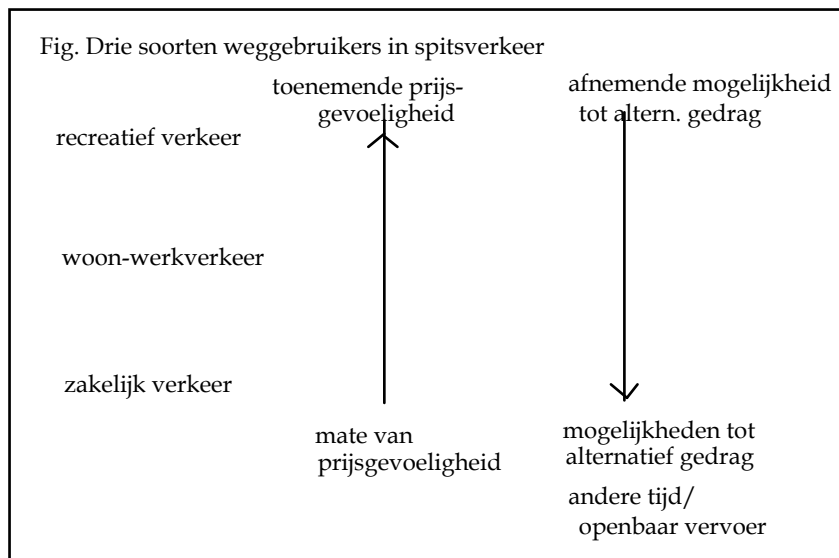 Fig. Drie soorten weggebruikers in spitsverkeer
toenemende prijs-
gevoeligheid
afnemende mogelijkheid
tot altern. gedrag
recreatief verkeer
woon-werkverkeer
zakelijk verkeer
mate van
prijsgevoeligheid
mogelijkheden tot
alternatief gedrag
andere tijd/
openbaar vervoer